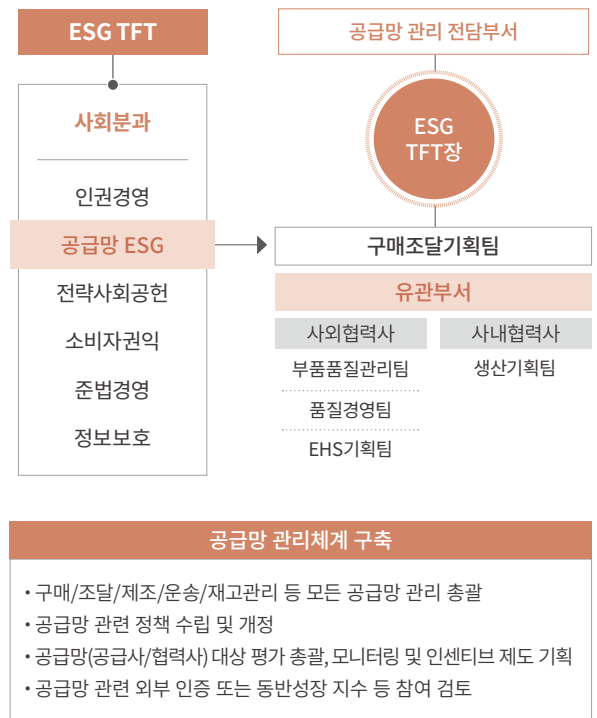 ESG TFT
사회분과
인권경영
공급망 ESG
전략사회공헌
소비자권익
준법경영
정보보호
공급망 관리 전담부서
ESG
TFT장
구매조달기획팀
유관부서
사외협력사
부품품질관리팀
품질경영팀
EHS기획팀
사내협력사
생산기획팀
공급망 관리체계 구축
• 구매/조달/제조/운송/재고관리 등 모든 공급망 관리 총괄
• 공급망 관련 정책 수립 및 개정
• 공급망(공급사/협력사) 대상 평가 총괄, 모니터링 및 인센티브 제도 기획
• 공급망 관련 외부 인증 또는 동반성장 지수 등 참여 검토